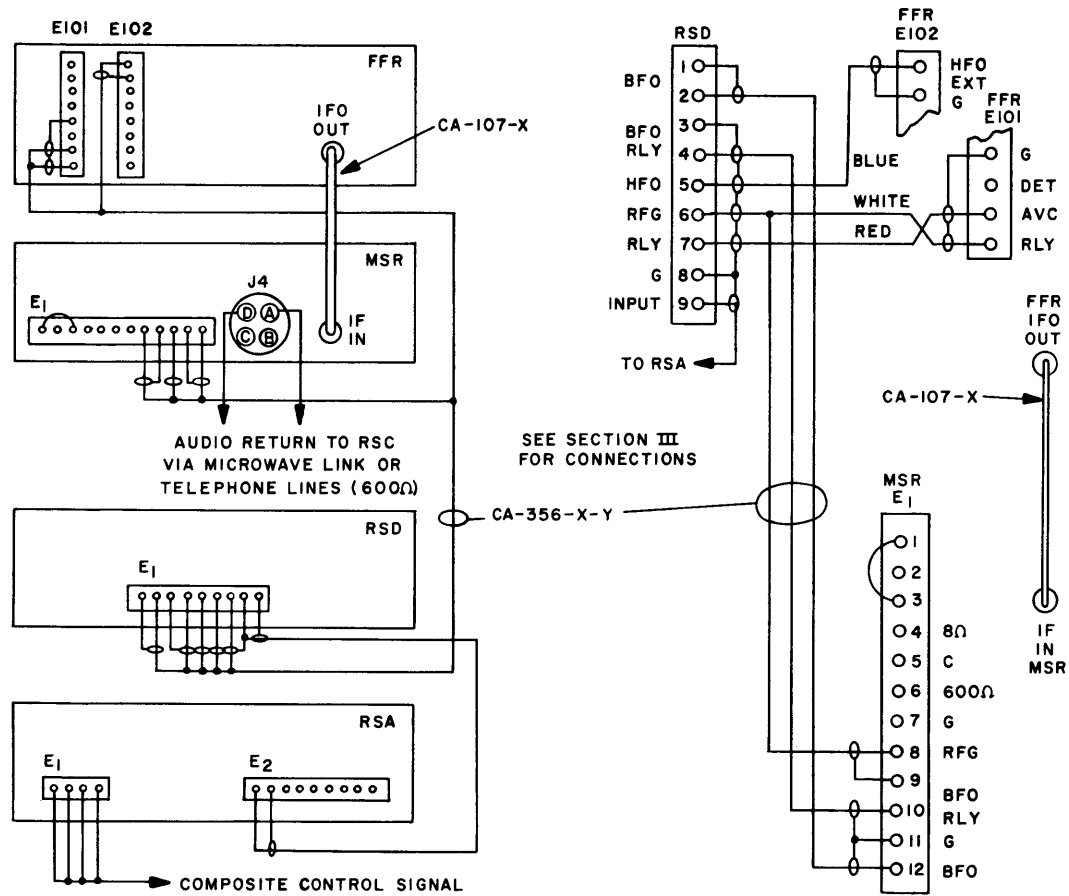 E101 E102
FFR
IFO
OUT
CA-107-X
MSR
E1
J4
D A
C B
IF
IN
AUDIO RETURN TO RSC
VIA MICROWAVE LINK OR
TELEPHONE LINES (600Ω)
RSD
E1
CA-356-X-Y
RSA
E1
E2
COMPOSITE CONTROL SIGNAL
SEE SECTION III
FOR CONNECTIONS
RSD
BFO
BFO
RLY
HFO
RFG
RLY
G
INPUT
1
2
3
4
5
6
7
8
9
TO RSA
BLUE
WHITE
RED
FFR
E102
HFO
EXT
G
FFR
E101
G
DET
AVC
RLY
FFR
IFO
OUT
CA-107-X
IF
IN
MSR
MSR
E1
1
2
3
4 8Ω
5 C
6 600Ω
7 G
8 RFG
9
BFO
10 RLY
11 G
12 BFO